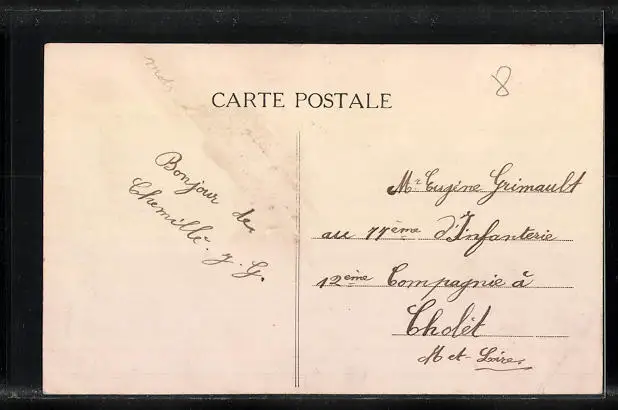 CARTE POSTALE
8
Bonjour de
Chemillé. J. G.
Mr Eugène Grimault
au 77ème d'Infanterie
12ème Compagnie à
Cholet
M et- Loire